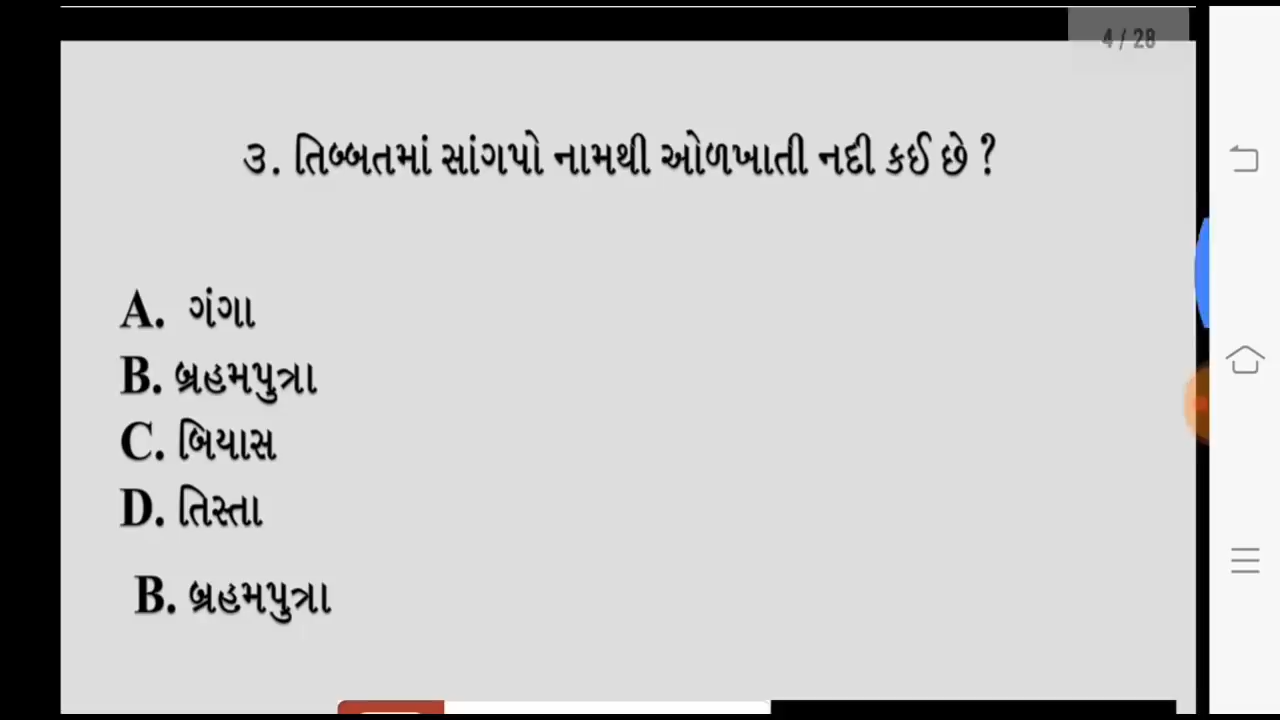 4 / 28
૩. તિબ્બતમાં સાંગપો નામથી ઓળખાતી નદી કઈ છે ?
A. ગંગા
B. બ્રહમપુત્રા
C. બિયાસ
D. તિસ્તા
B. બ્રહમપુત્રા